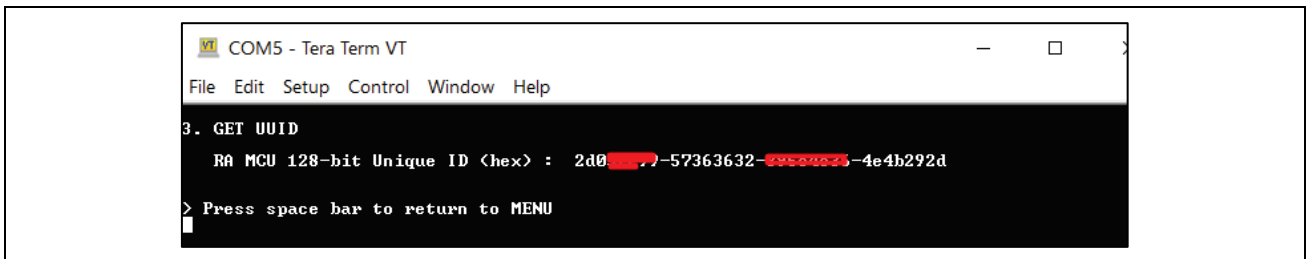 COM5 - Tera Term VT
File Edit Setup Control Window Help
3. GET UUID
RA MCU 128-bit Unique ID (hex) : -57363632- -4e4b292d
> Press space bar to return to MENU